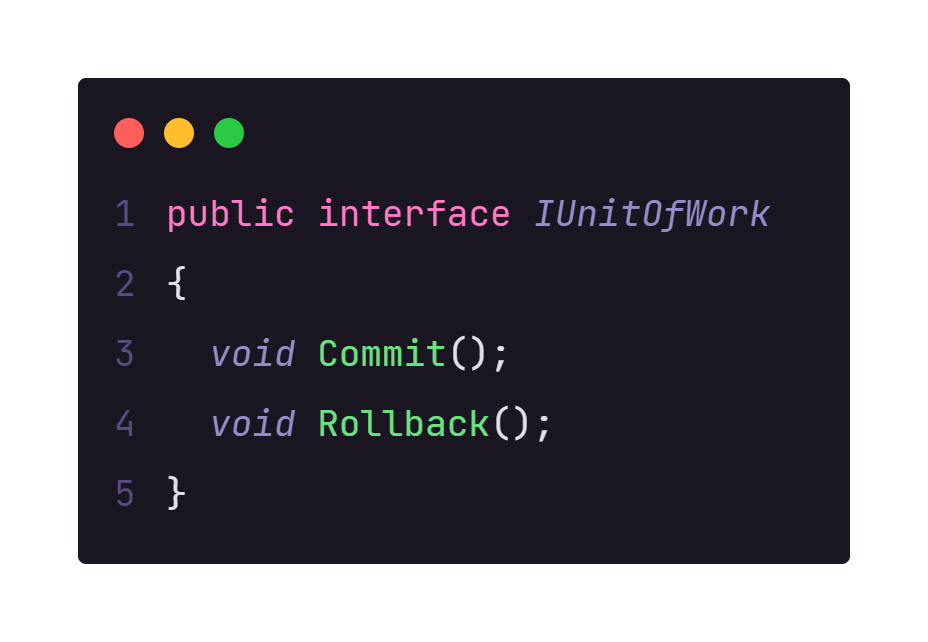 1 public interface IUnitOfWork
2 {
3   void Commit();
4   void Rollback();
5 }